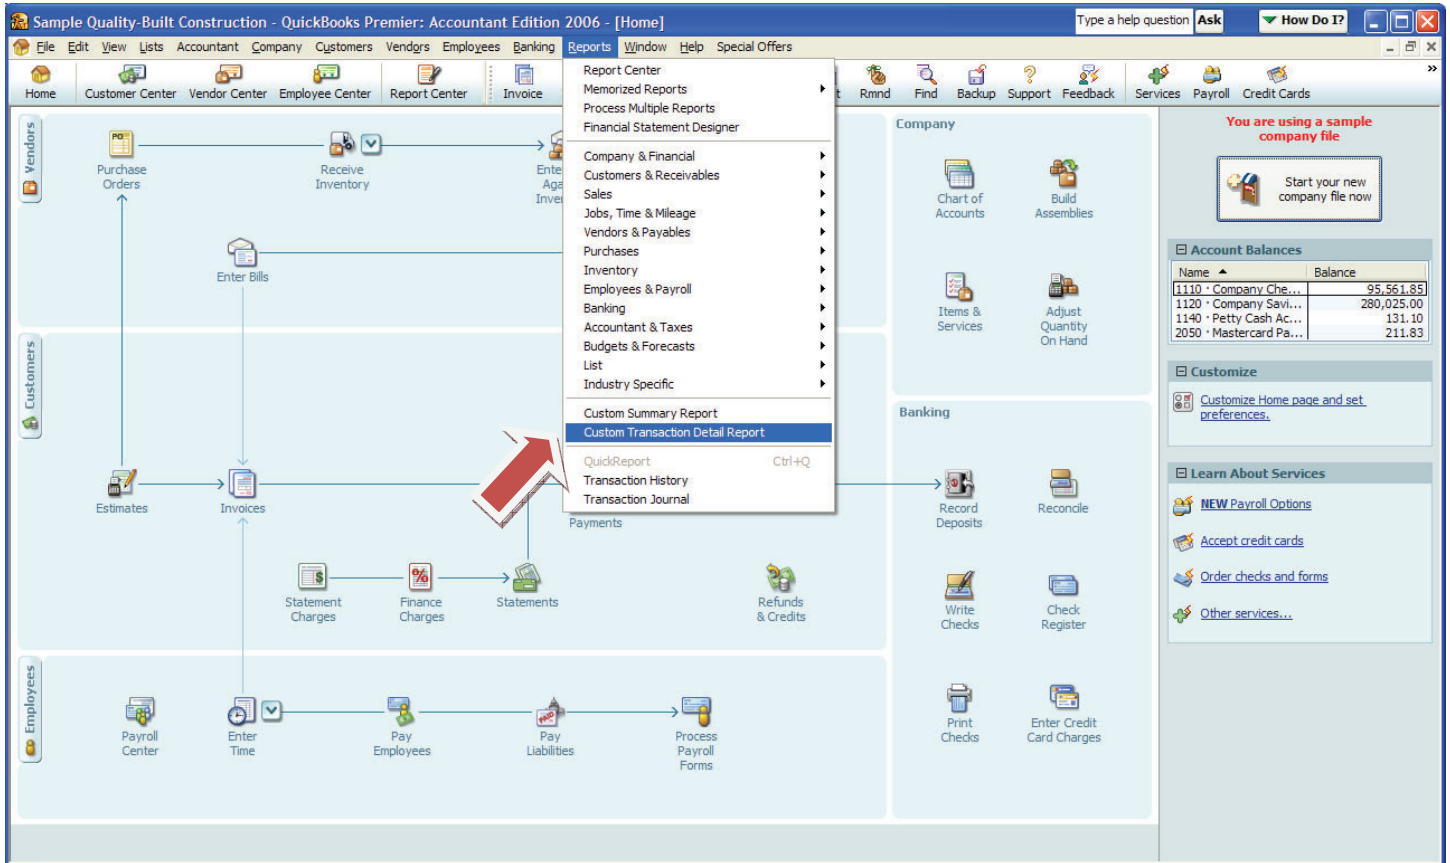 Sample Quality-Built Construction - QuickBooks Premier: Accountant Edition 2006 - [Home]
Type a help question Ask How Do I?
File Edit View Lists Accountant Company Customers Vendors Employees Banking Reports Window Help Special Offers
Home Customer Center Vendor Center Employee Center Report Center Invoice Rmnd Find Backup Support Feedback Services Payroll Credit Cards
Report Center
Memorized Reports
Process Multiple Reports
Financial Statement Designer
Company & Financial
Customers & Receivables
Sales
Jobs, Time & Mileage
Vendors & Payables
Purchases
Inventory
Employees & Payroll
Banking
Accountant & Taxes
Budgets & Forecasts
List
Industry Specific
Custom Summary Report
Custom Transaction Detail Report
QuickReport Ctrl+Q
Transaction History
Transaction Journal
Vendors
PO
Purchase
Orders
Receive
Inventory
Enter Bills
Customers
Estimates
Invoices
Payments
Statement
Charges
Finance
Charges
Statements
Refunds
& Credits
Employees
Payroll
Center
Enter
Time
Pay
Employees
PAID
Pay
Liabilities
Process
Payroll
Forms
Company
Chart of
Accounts
Build
Assemblies
Items &
Services
Adjust
Quantity
On Hand
Banking
Record
Deposits
Reconcile
Write
Checks
Check
Register
Print
Checks
Enter Credit
Card Charges
You are using a sample
company file
Start your new
company file now
Account Balances
Name Balance
1110 · Company Che... 95,561.85
1120 · Company Savi... 280,025.00
1140 · Petty Cash Ac... 131.10
2050 · Mastercard Pa... 211.83
Customize
Customize Home page and set
preferences.
Learn About Services
NEW Payroll Options
Accept credit cards
Order checks and forms
Other services...